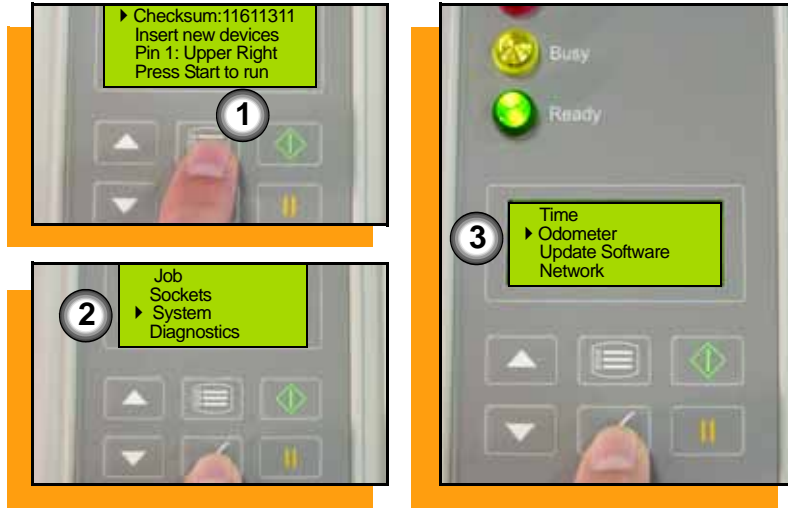 Checksum:11611311
Insert new devices
Pin 1: Upper Right
Press Start to run
1
Job
Sockets
System
Diagnostics
2
Busy
Ready
Time
Odometer
Update Software
Network
3